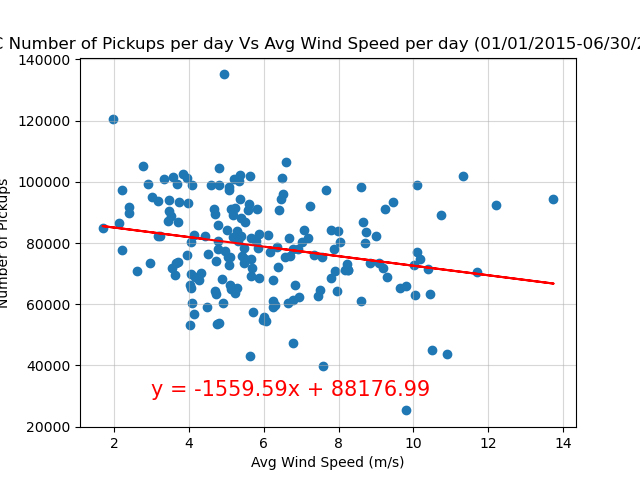 C Number of Pickups per day Vs Avg Wind Speed per day (01/01/2015-06/30/2
140000
120000
100000
80000
60000
40000
20000
Number of Pickups
y = -1559.59x + 88176.99
2 4 6 8 10 12 14
Avg Wind Speed (m/s)